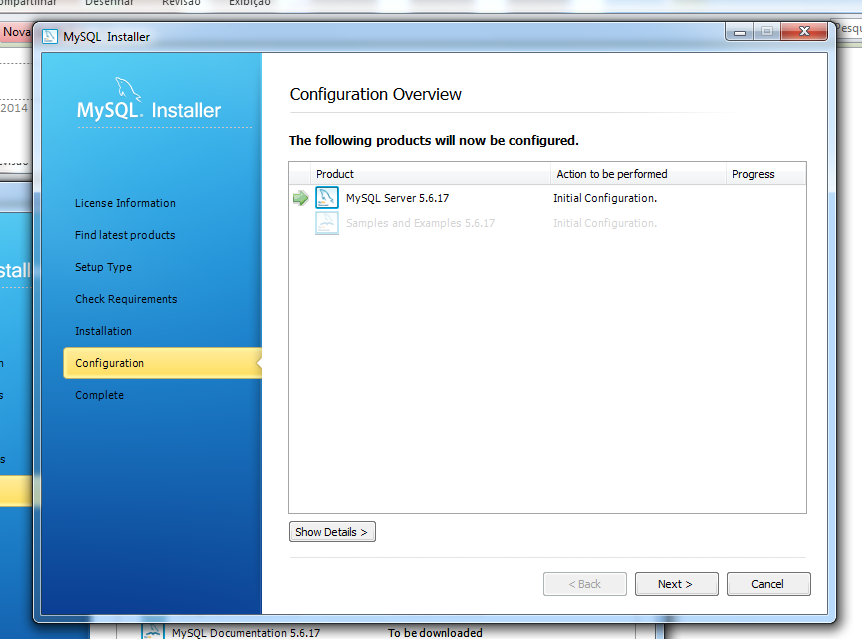 Desenhar Revisão Exibição
MySQL Installer
Nova
2014
MySQL Installer
Configuration Overview
The following products will now be configured.
Product Action to be performed Progress
MySQL Server 5.6.17 Initial Configuration.
Samples and Examples 5.6.17 Initial Configuration.
License Information
Find latest products
Setup Type
Check Requirements
Installation
Configuration
Complete
Show Details >
< Back Next > Cancel
MySQL Documentation 5.6.17 To be downloaded